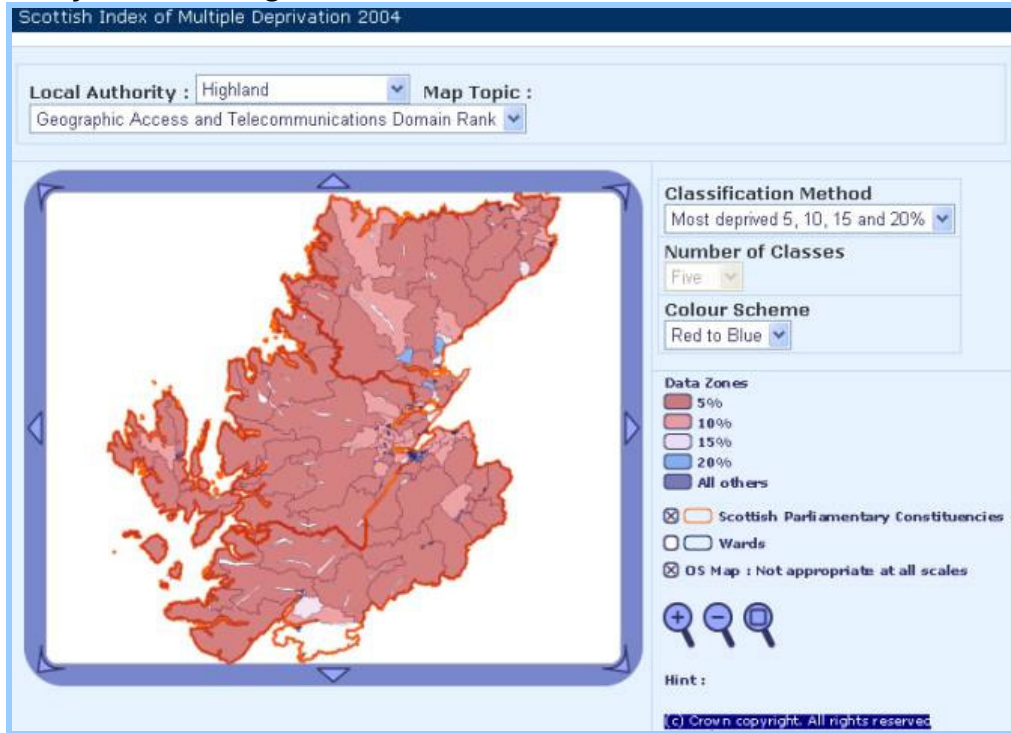 Scottish Index of Multiple Deprivation 2004
Local Authority : Highland Map Topic :
Geographic Access and Telecommunications Domain Rank
Classification Method
Most deprived 5, 10, 15 and 20%
Number of Classes
Five
Colour Scheme
Red to Blue
Data Zones
5%
10%
15%
20%
All others
Scottish Parliamentary Constituencies
Wards
OS Map : Not appropriate at all scales
Hint :
(c) Crown copyright. All rights reserved